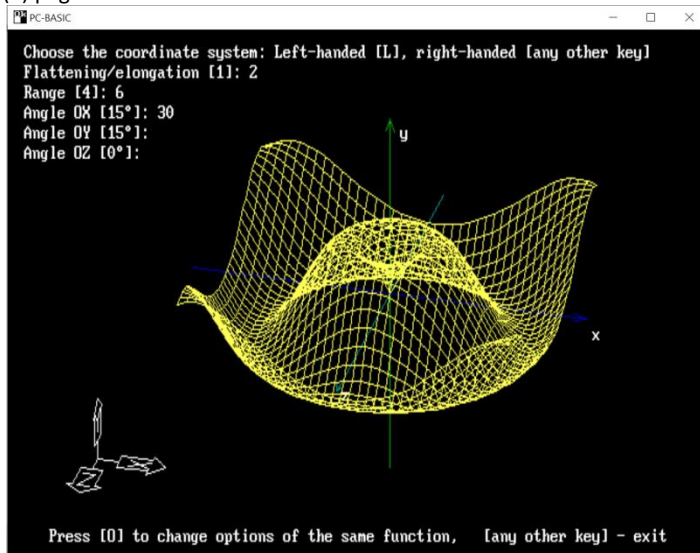 PC-BASIC
Choose the coordinate system: Left-handed [L], right-handed [any other key]
Flattening/elongation [1]: 2
Range [4]: 6
Angle OX [15°]: 30
Angle OY [15°]:
Angle OZ [0°]:
y
x
z
X
Z
Press [O] to change options of the same function, [any other key] - exit